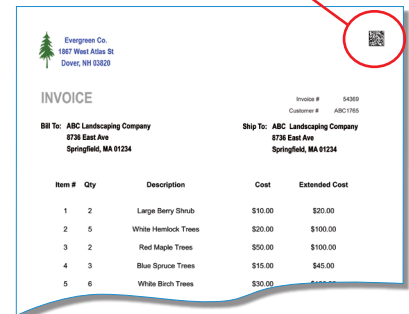 Evergreen Co.
1867 West Atlas St
Dover, NH 03820
INVOICE
Invoice # 54369
Customer # ABC1765
Bill To: ABC Landscaping Company
8736 East Ave
Springfield, MA 01234
Ship To: ABC Landscaping Company
8736 East Ave
Springfield, MA 01234
Item # Qty Description Cost Extended Cost
1 2 Large Berry Shrub $10.00 $20.00
2 5 White Hemlock Trees $20.00 $100.00
3 2 Red Maple Trees $50.00 $100.00
4 3 Blue Spruce Trees $15.00 $45.00
5 6 White Birch Trees $30.00